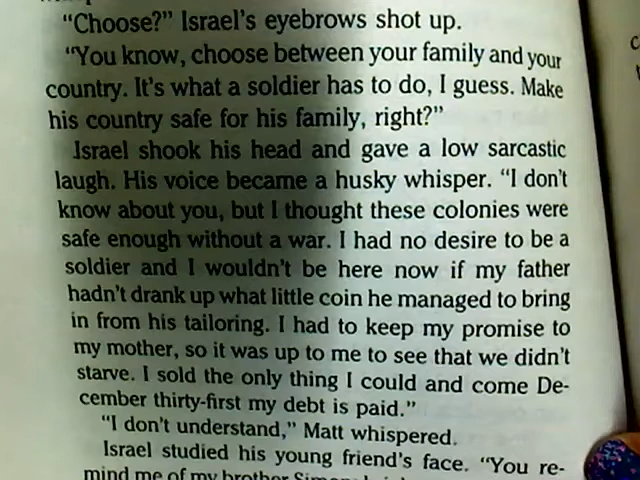 “Choose?” Israel’s eyebrows shot up.
“You know, choose between your family and your
country. It’s what a soldier has to do, I guess. Make
his country safe for his family, right?”
Israel shook his head and gave a low sarcastic
laugh. His voice became a husky whisper. “I don’t
know about you, but I thought these colonies were
safe enough without a war. I had no desire to be a
soldier and I wouldn’t be here now if my father
hadn’t drank up what little coin he managed to bring
in from his tailoring. I had to keep my promise to
my mother, so it was up to me to see that we didn’t
starve. I sold the only thing I could and come De-
cember thirty-first my debt is paid.”
“I don’t understand,” Matt whispered.
Israel studied his young friend’s face. “You re-
mind me of my brother